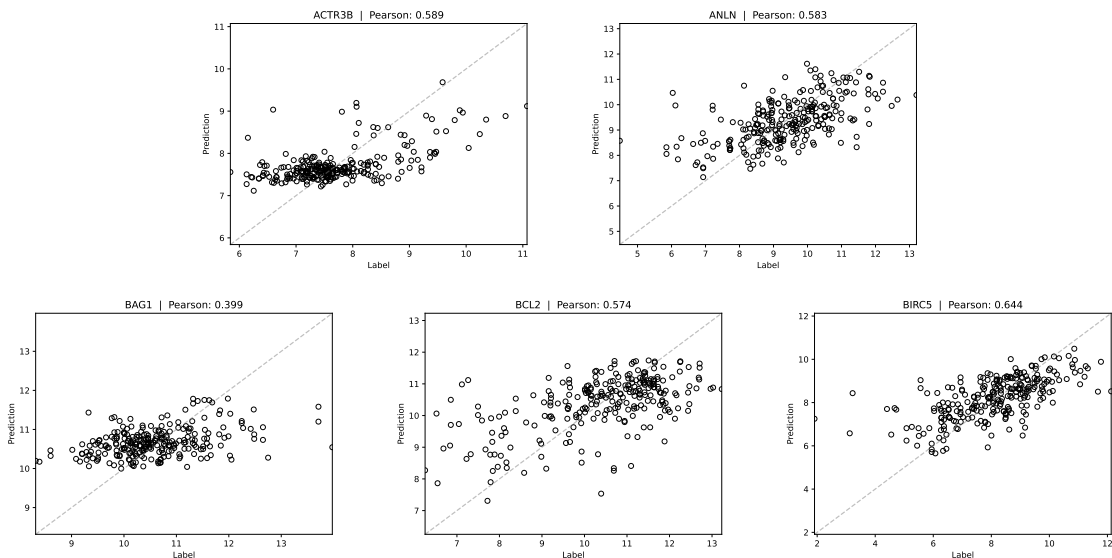 ACTR3B | Pearson: 0.589
11
10
9
8
7
6
Prediction
6 7 8 9 10 11
Label
ANLN | Pearson: 0.583
13
12
11
10
9
8
7
6
5
Prediction
5 6 7 8 9 10 11 12 13
Label
BAG1 | Pearson: 0.399
13
12
11
10
9
Prediction
9 10 11 12 13
Label
BCL2 | Pearson: 0.574
13
12
11
10
9
8
7
Prediction
7 8 9 10 11 12 13
Label
BIRC5 | Pearson: 0.644
12
10
8
6
4
2
Prediction
2 4 6 8 10 12
Label